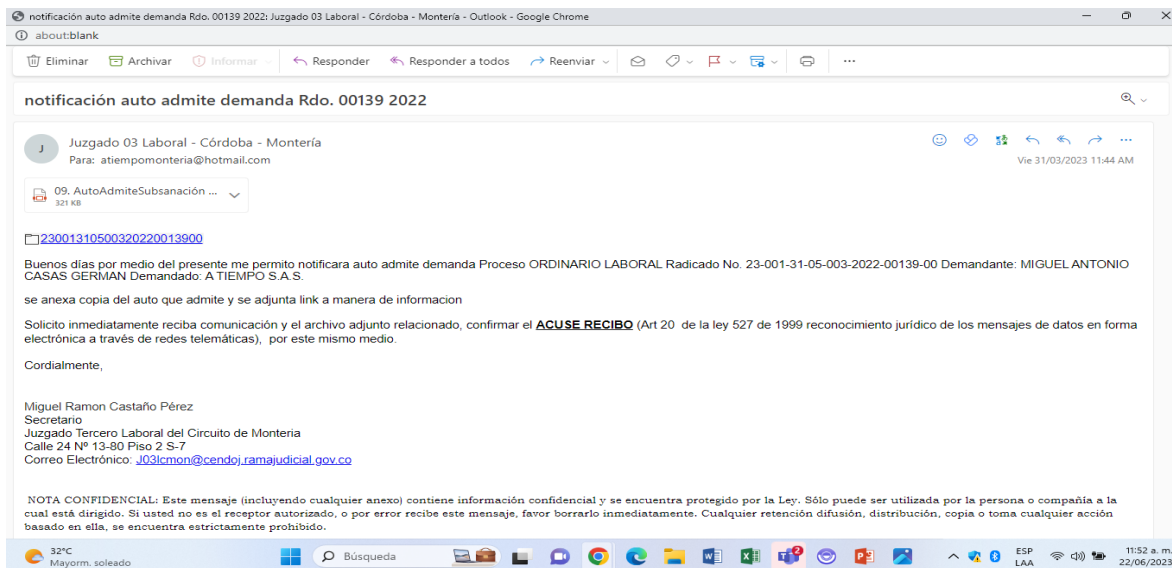 notificación auto admite demanda Rdo. 00139 2022: Juzgado 03 Laboral - Córdoba - Montería - Outlook - Google Chrome
about:blank
Eliminar Archivar Informar Responder Responder a todos Reenviar
notificación auto admite demanda Rdo. 00139 2022
J
Juzgado 03 Laboral - Córdoba - Montería
Para: atiempomonteria@hotmail.com
Vie 31/03/2023 11:44 AM
09. AutoAdmiteSubsanación ...
321 KB
23001310500320220013900
Buenos días por medio del presente me permito notificara auto admite demanda Proceso ORDINARIO LABORAL Radicado No. 23-001-31-05-003-2022-00139-00 Demandante: MIGUEL ANTONIO
CASAS GERMAN Demandado: A TIEMPO S.A.S.
se anexa copia del auto que admite y se adjunta link a manera de informacion
Solicito inmediatamente reciba comunicación y el archivo adjunto relacionado, confirmar el ACUSE RECIBO (Art 20 de la ley 527 de 1999 reconocimiento jurídico de los mensajes de datos en forma
electrónica a través de redes telemáticas), por este mismo medio.
Cordialmente,
Miguel Ramon Castaño Pérez
Secretario
Juzgado Tercero Laboral del Circuito de Monteria
Calle 24 Nº 13-80 Piso 2 S-7
Correo Electrónico: J03lcmon@cendoj.ramajudicial.gov.co
NOTA CONFIDENCIAL: Este mensaje (incluyendo cualquier anexo) contiene información confidencial y se encuentra protegido por la Ley. Sólo puede ser utilizada por la persona o compañía a la
cual está dirigido. Si usted no es el receptor autorizado, o por error recibe este mensaje, favor borrarlo inmediatamente. Cualquier retención difusión, distribución, copia o toma cualquier acción
basado en ella, se encuentra estrictamente prohibido.
32°C
Mayorm. soleado
Búsqueda
ESP
LAA
11:52 a. m.
22/06/2023